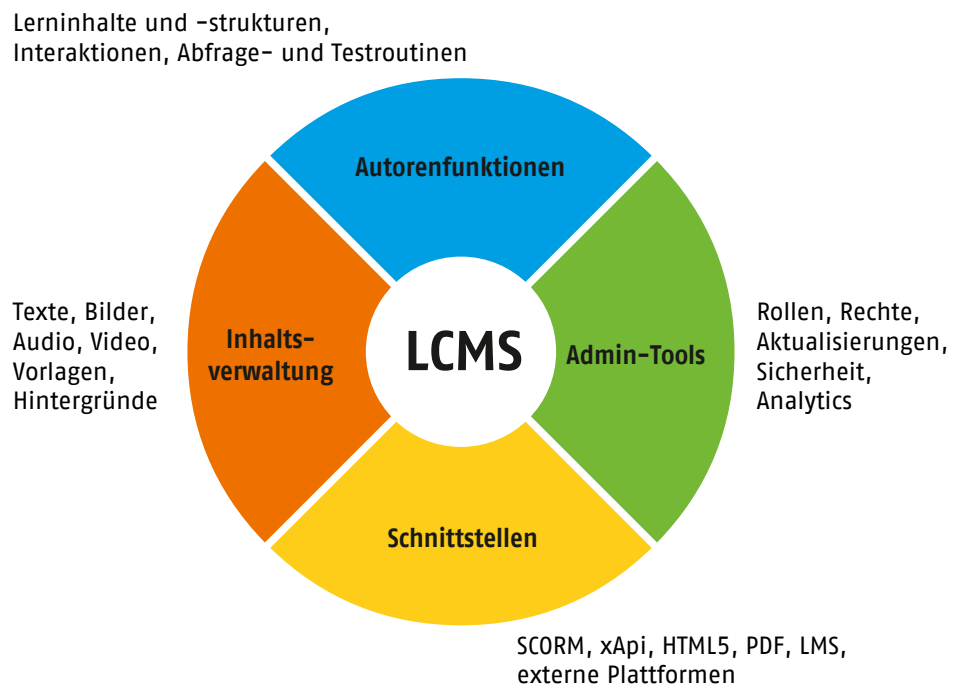 Lerninhalte und -strukturen,
Interaktionen, Abfrage- und Testroutinen
Autorenfunktionen
Texte, Bilder,
Audio, Video,
Vorlagen,
Hintergründe
Inhalts-
verwaltung
LCMS
Admin-Tools
Rollen, Rechte,
Aktualisierungen,
Sicherheit,
Analytics
Schnittstellen
SCORM, xApi, HTML5, PDF, LMS,
externe Plattformen